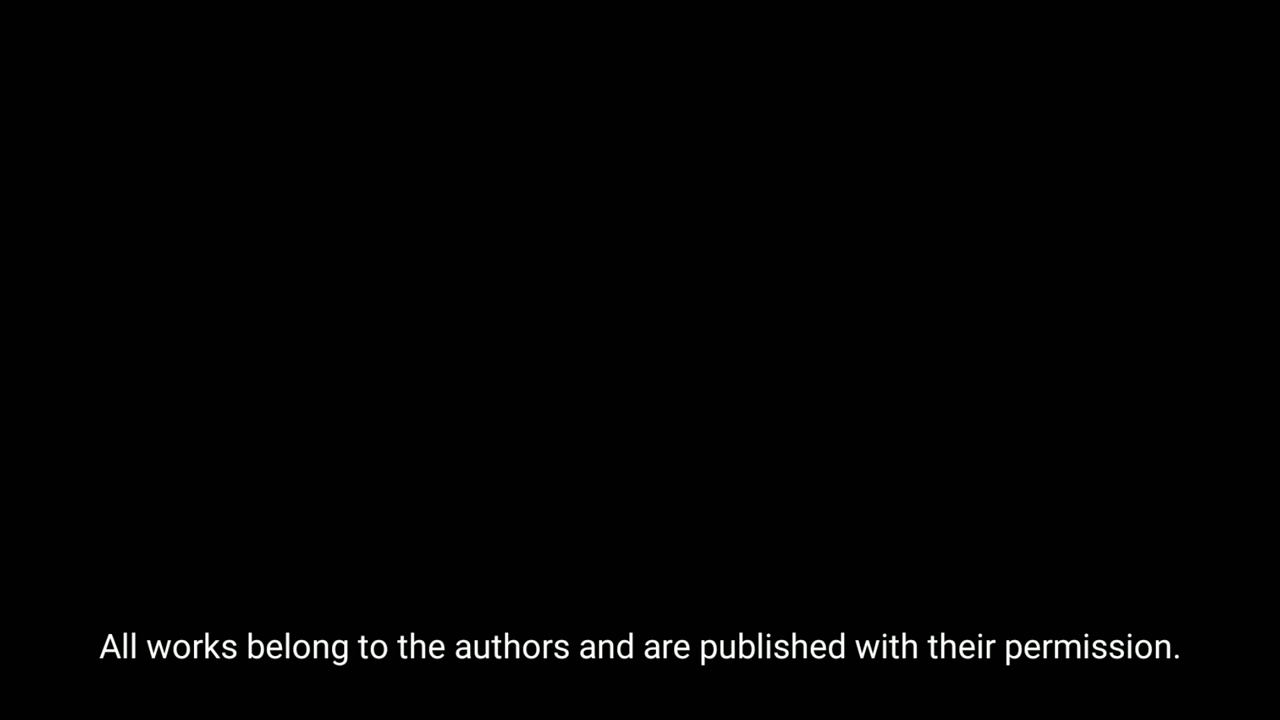 All works belong to the authors and are published with their permission.